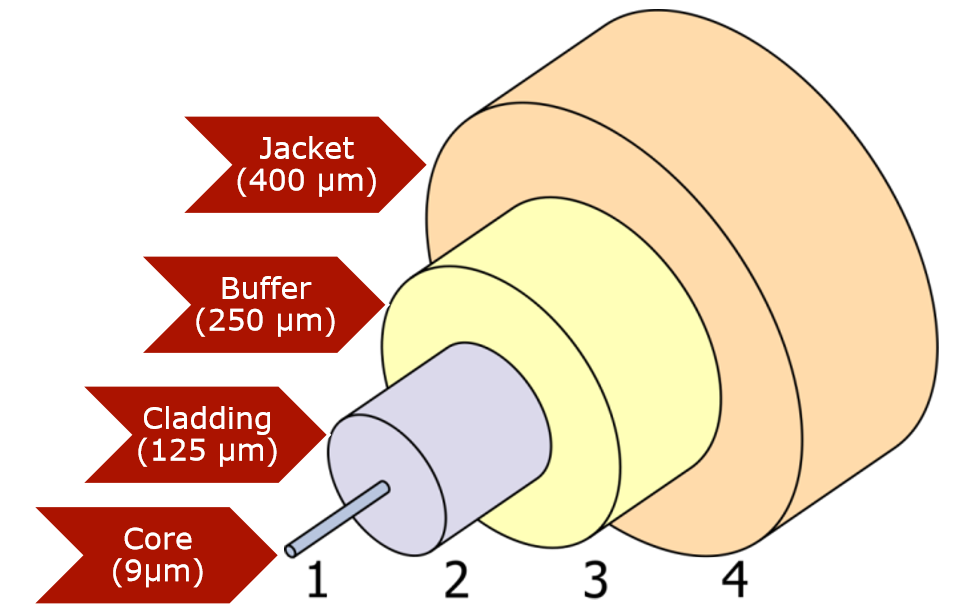 Jacket
(400 µm)
Buffer
(250 µm)
Cladding
(125 µm)
Core
(9µm)
1 2 3 4